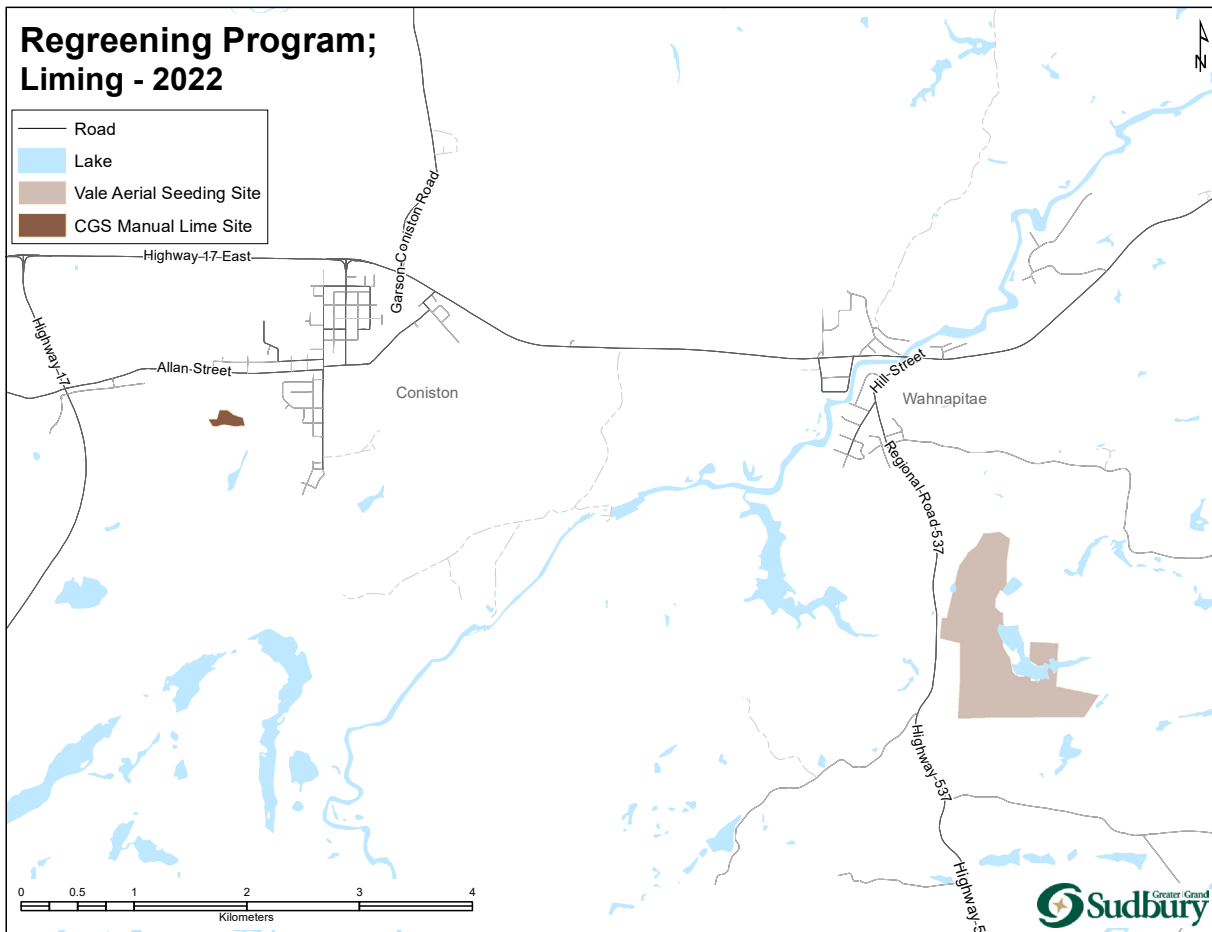 Regreening Program;
Liming - 2022
N
Road
Lake
Vale Aerial Seeding Site
CGS Manual Lime Site
Highway 17 East
Garson-Coniston Road
Highway-17
Allan Street
Coniston
Hill-Street
Wahnapitae
Regional-Road-537
Highway-537
Highway-5
0 0.5 1 2 3 4
Kilometers
Greater Grand
Sudbury